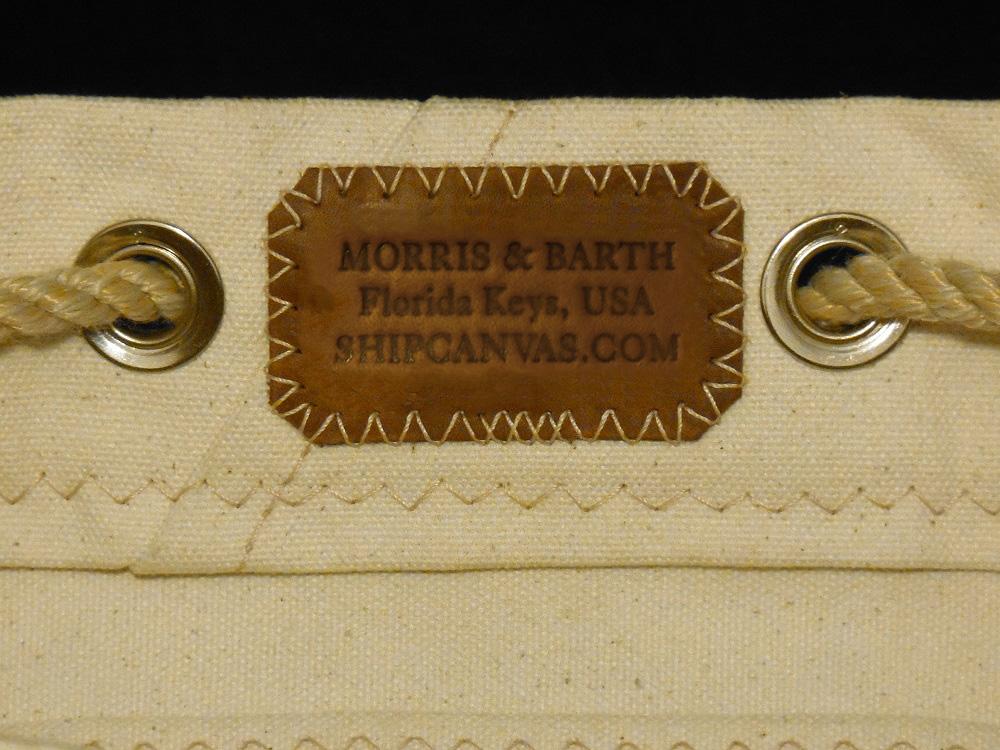 MORRIS & BARTH
Florida Keys, USA
SHIPCANVAS.COM